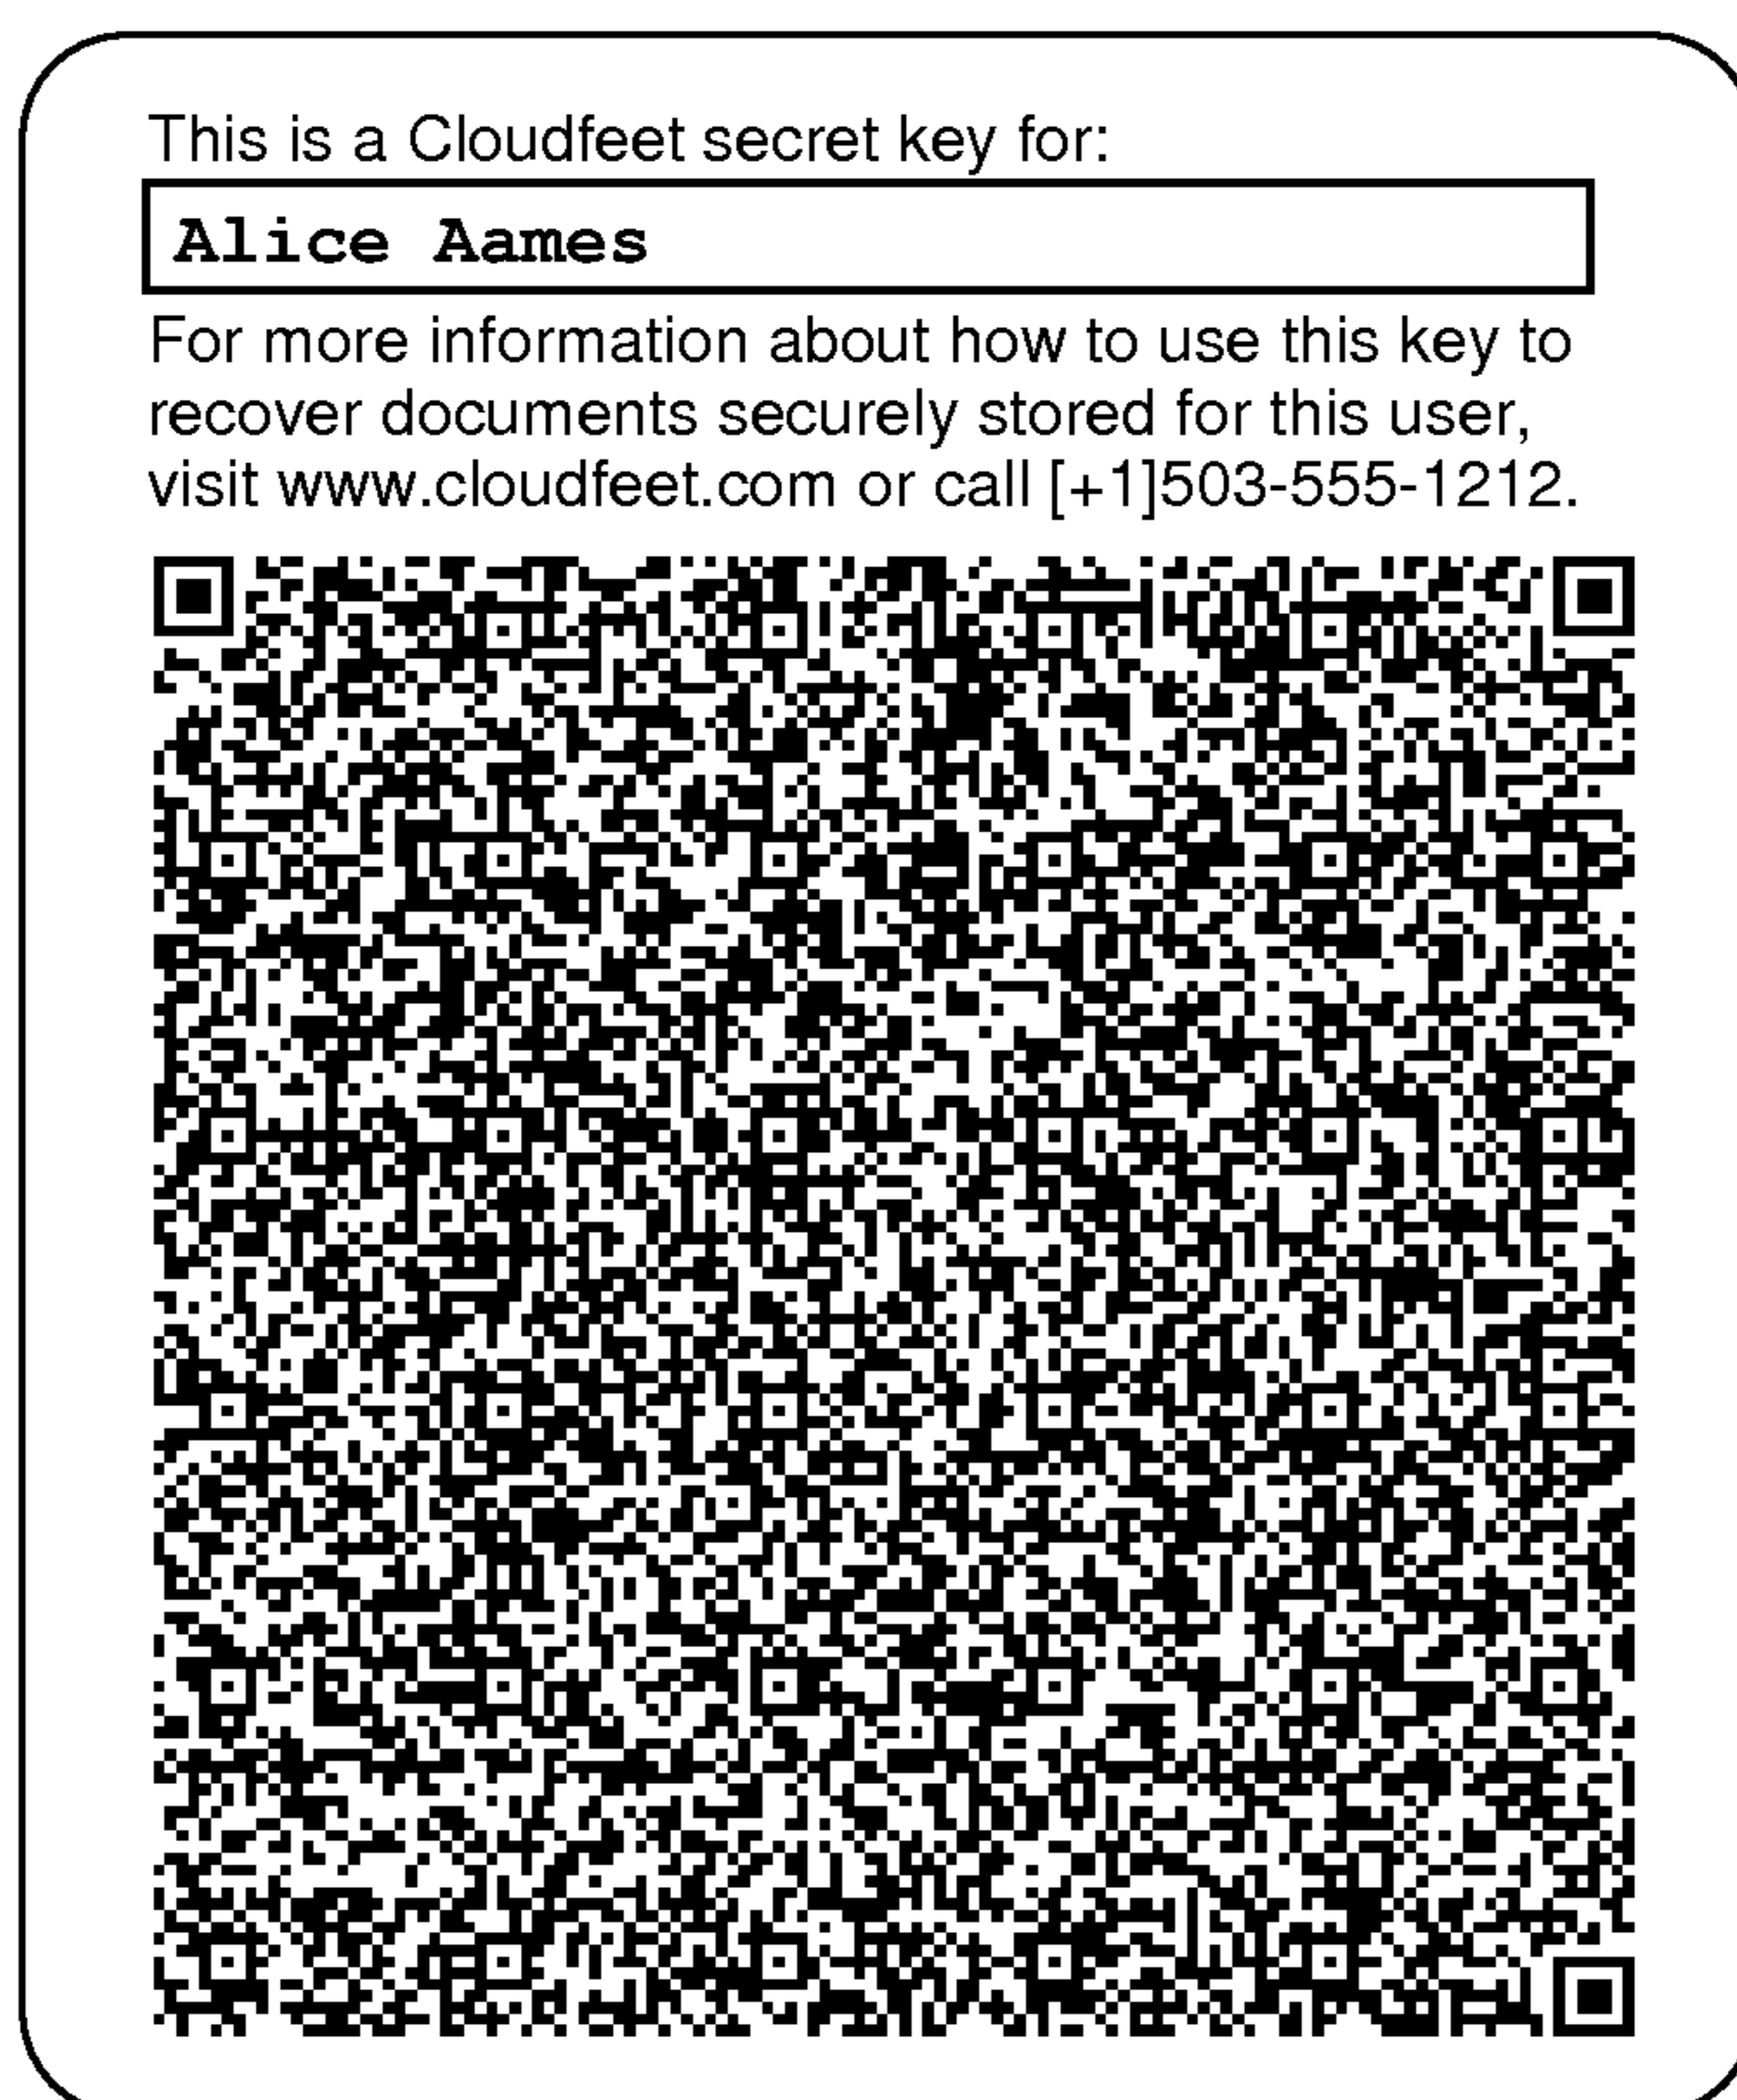 This is a Cloudfeet secret key for:
Alice Aames
For more information about how to use this key to
recover documents securely stored for this user,
visit www.cloudfeet.com or call [+1]503-555-1212.